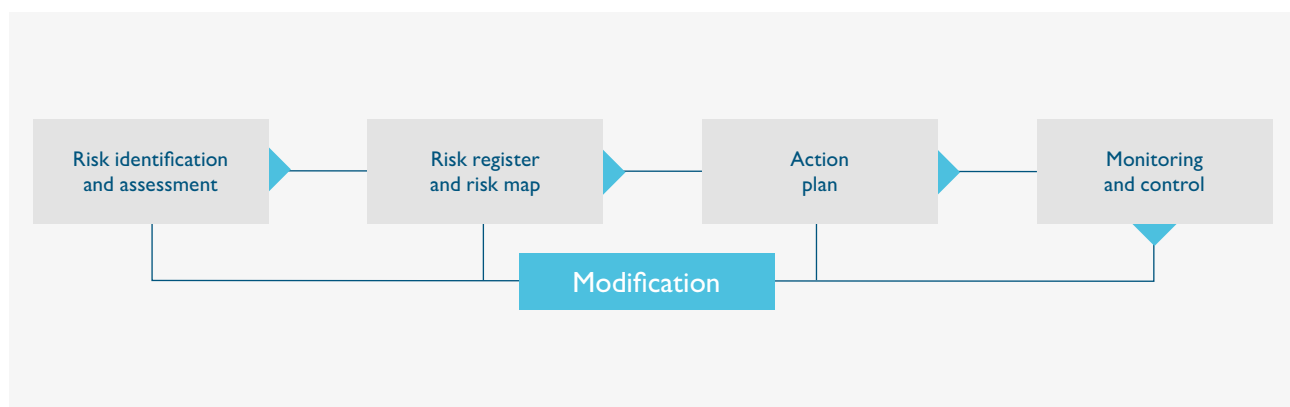 Risk identification
and assessment
Risk register
and risk map
Action
plan
Monitoring
and control
Modification